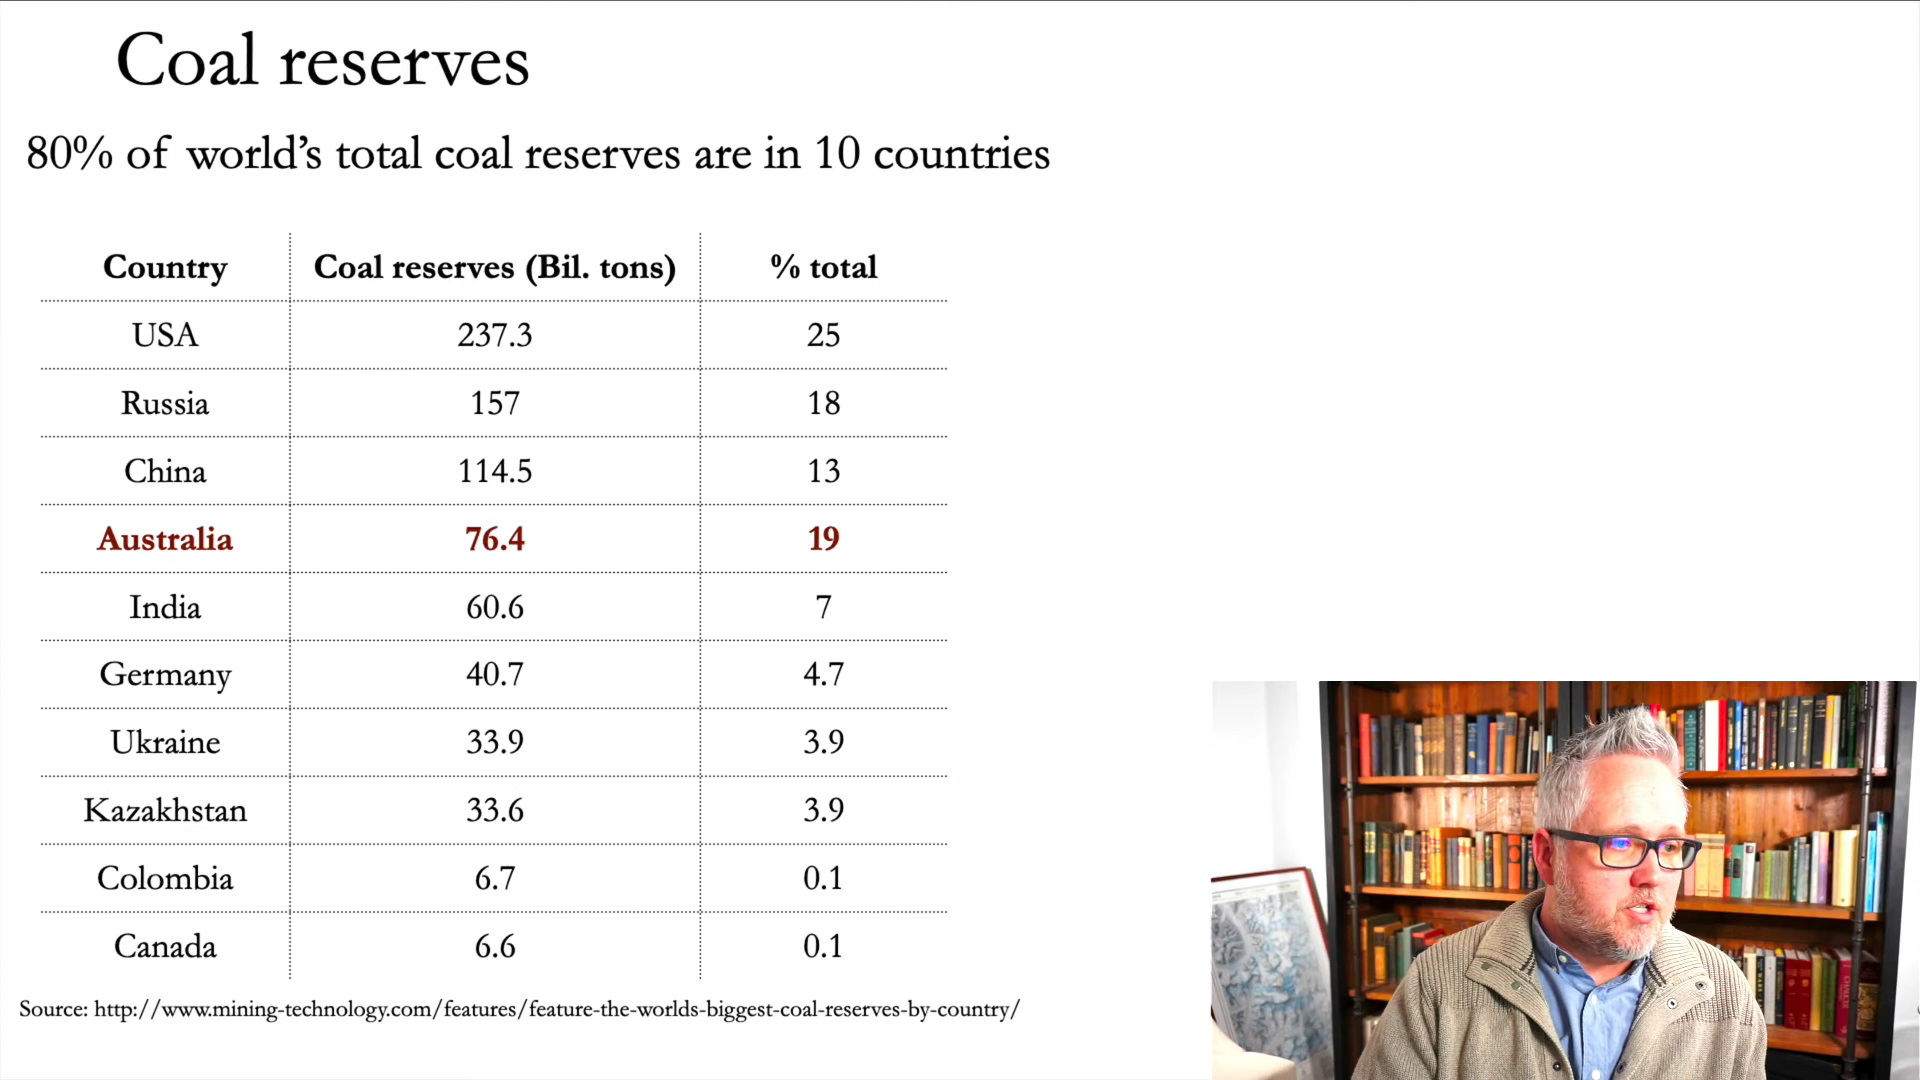 Coal reserves
80% of world's total coal reserves are in 10 countries
Country Coal reserves (Bil. tons) % total
USA 237.3 25
Russia 157 18
China 114.5 13
Australia 76.4 19
India 60.6 7
Germany 40.7 4.7
Ukraine 33.9 3.9
Kazakhstan 33.6 3.9
Colombia 6.7 0.1
Canada 6.6 0.1
Source: http://www.mining-technology.com/features/feature-the-worlds-biggest-coal-reserves-by-country/